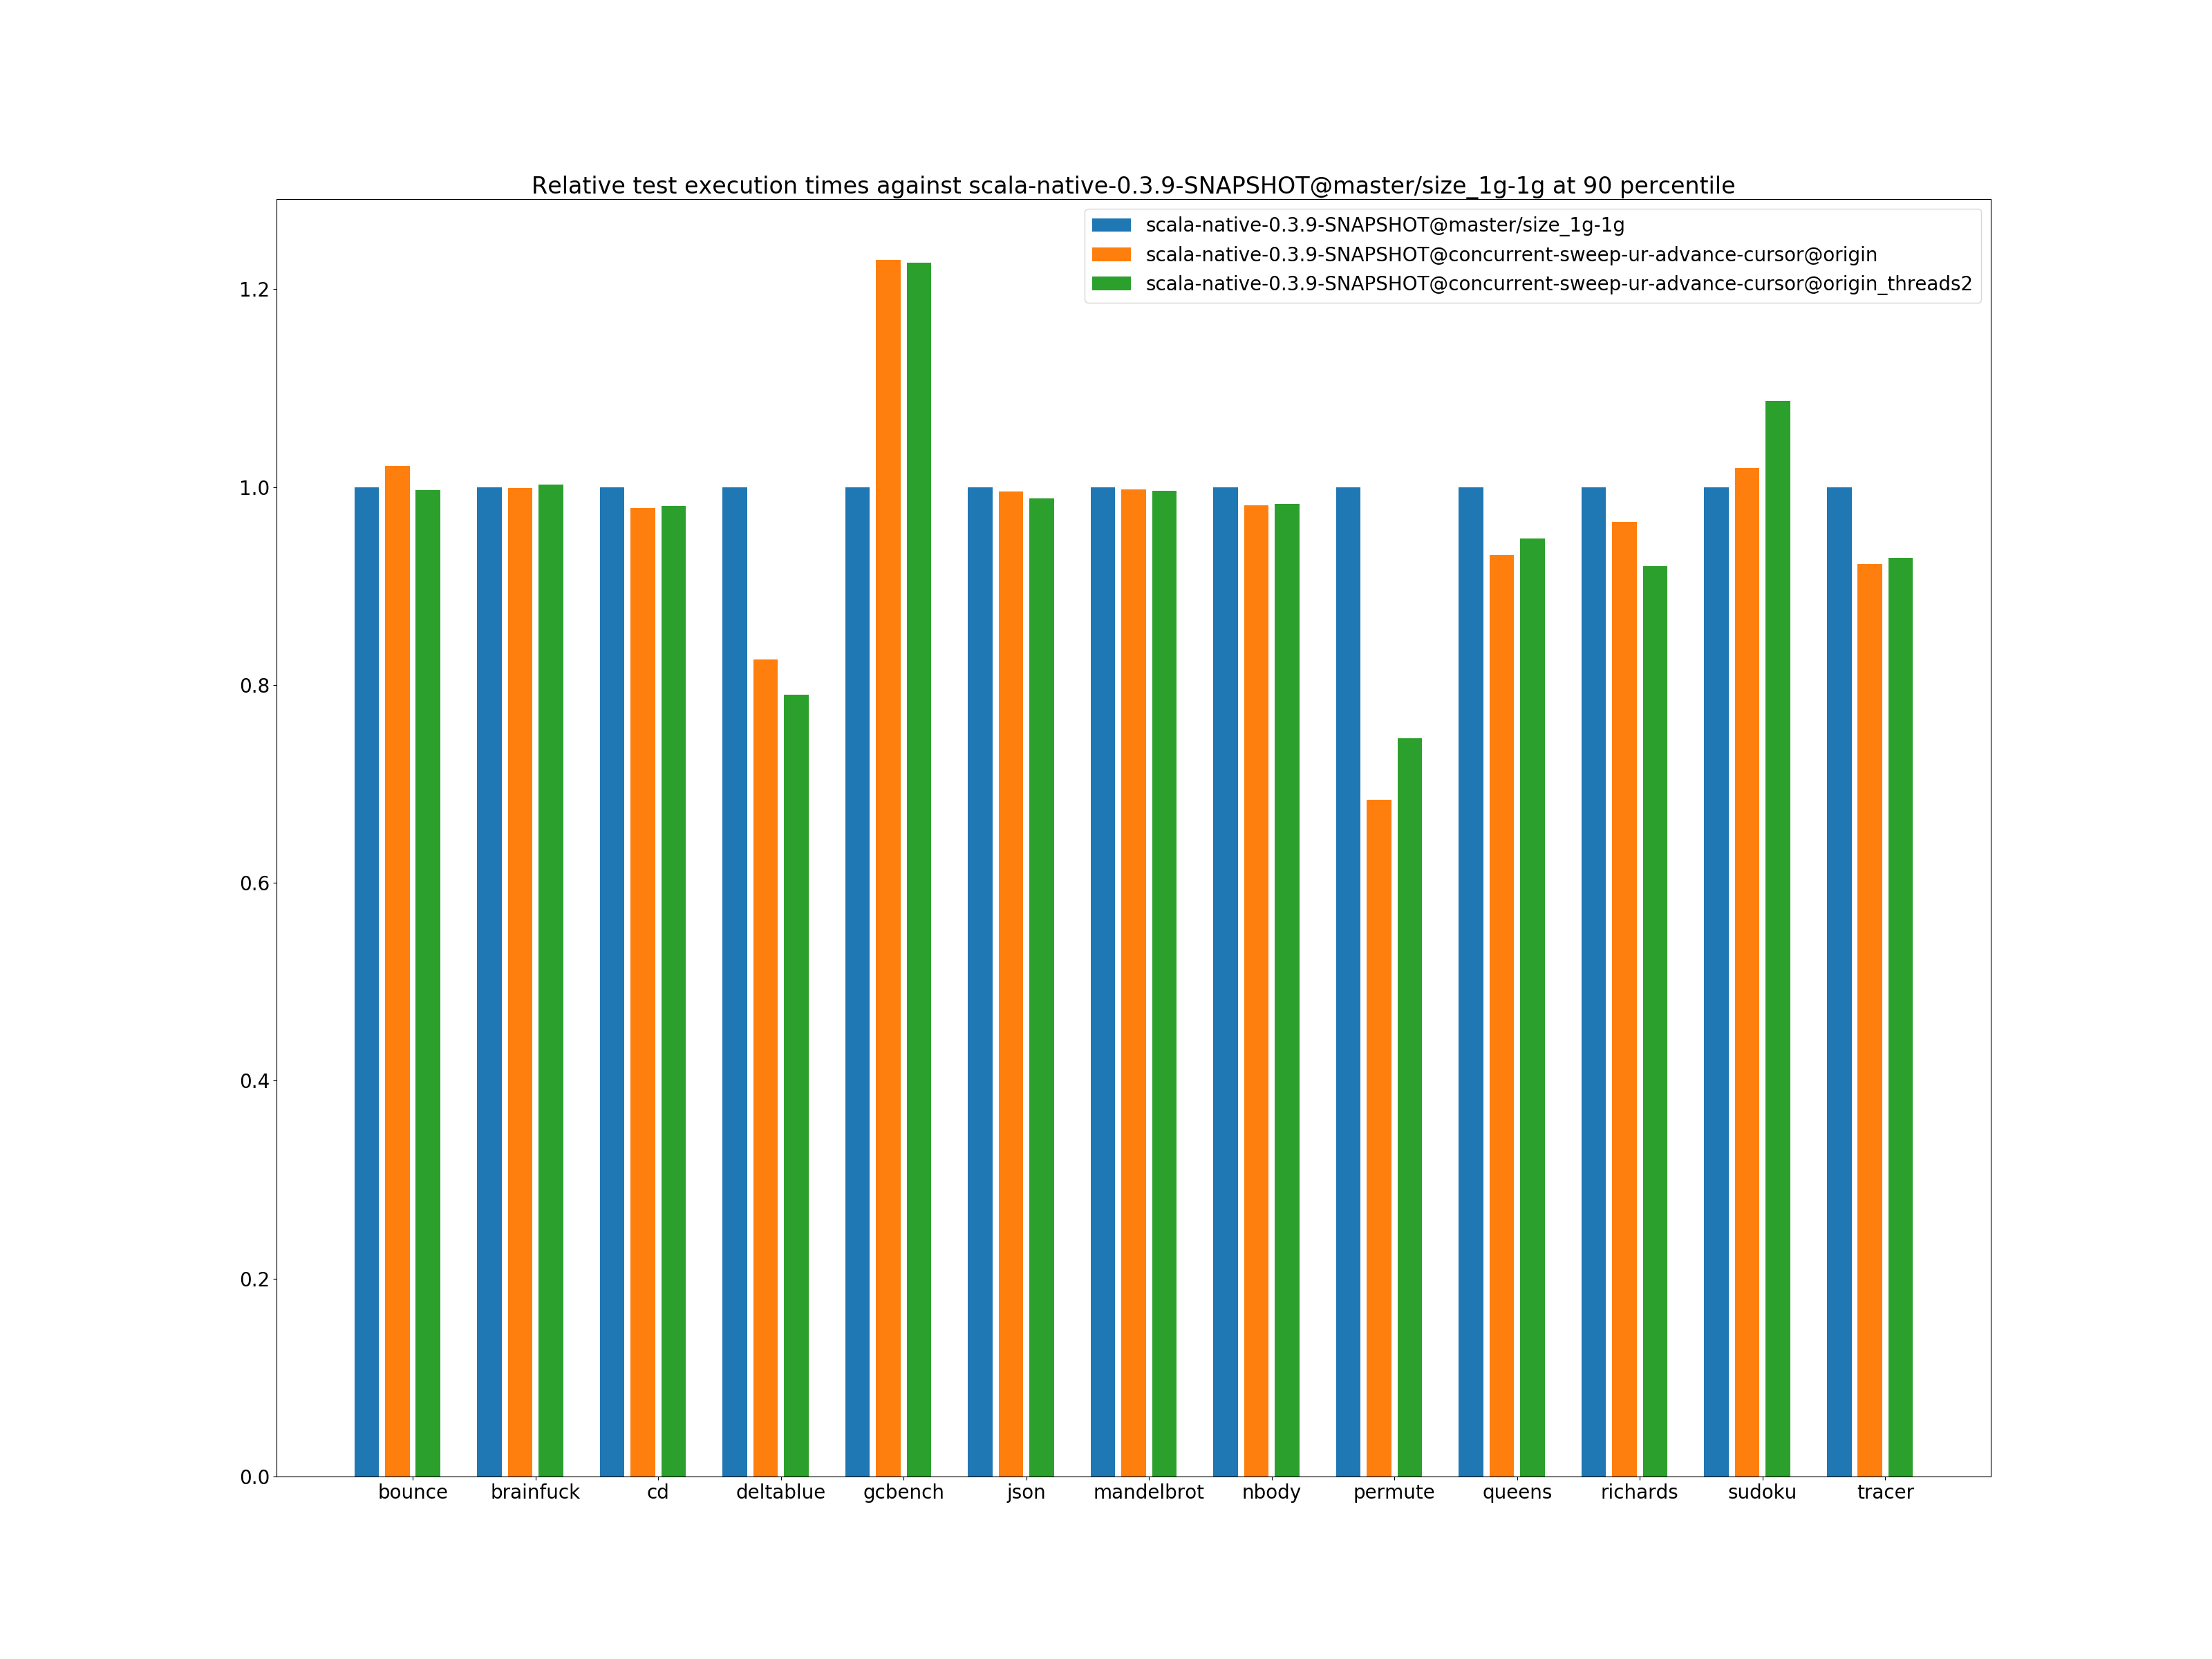 Relative test execution times against scala-native-0.3.9-SNAPSHOT@master/size_1g-1g at 90 percentile
scala-native-0.3.9-SNAPSHOT@master/size_1g-1g
scala-native-0.3.9-SNAPSHOT@concurrent-sweep-ur-advance-cursor@origin
scala-native-0.3.9-SNAPSHOT@concurrent-sweep-ur-advance-cursor@origin_threads2
1.2
1.0
0.8
0.6
0.4
0.2
0.0
bounce brainfuck cd deltablue gcbench json mandelbrot nbody permute queens richards sudoku tracer